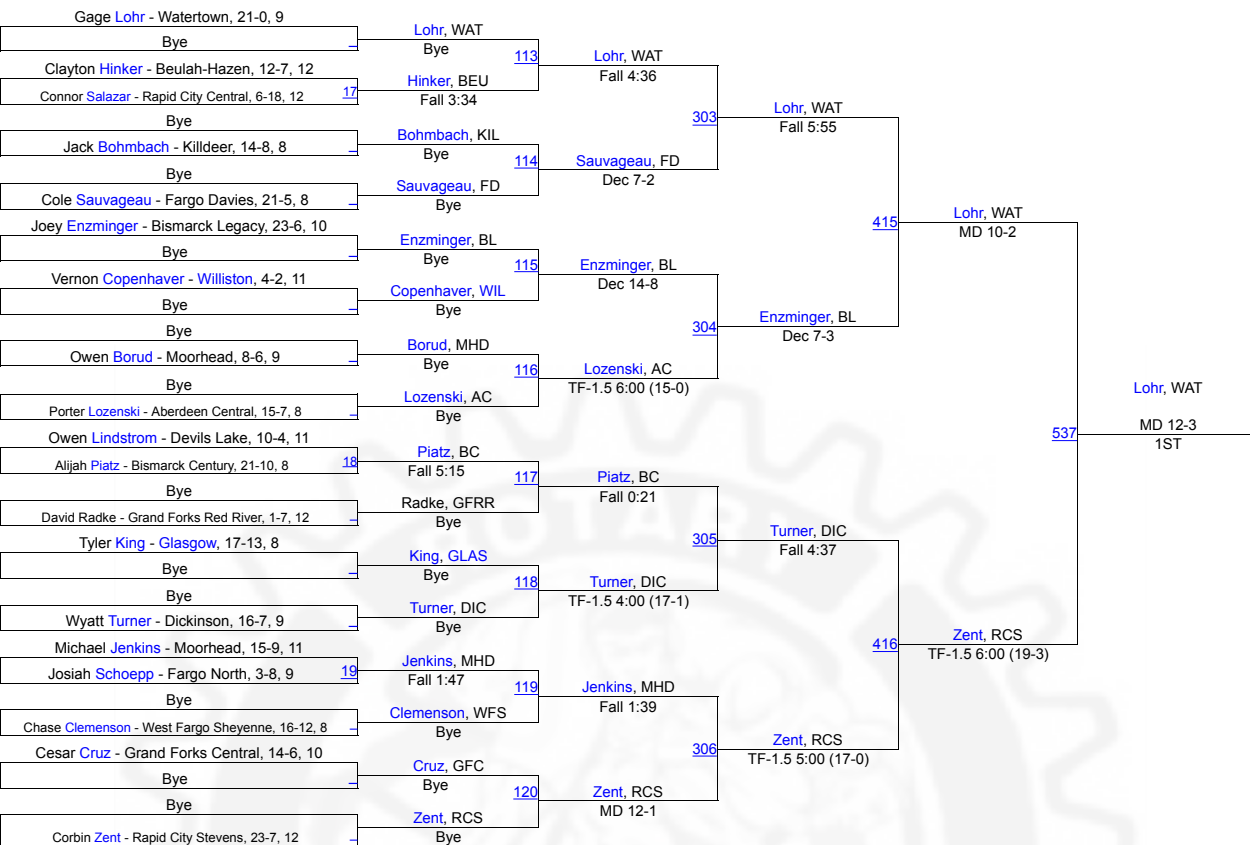 Gage Lohr - Watertown, 21-0, 9
Bye
Clayton Hinker - Beulah-Hazen, 12-7, 12
Connor Salazar - Rapid City Central, 6-18, 12
17
Bye
Jack Bohmbach - Killdeer, 14-8, 8
Bye
Cole Sauvageau - Fargo Davies, 21-5, 8
Joey Enzminger - Bismarck Legacy, 23-6, 10
Bye
Vernon Copenhaver - Williston, 4-2, 11
Bye
Bye
Owen Borud - Moorhead, 8-6, 9
Bye
Porter Lozenski - Aberdeen Central, 15-7, 8
Owen Lindstrom - Devils Lake, 10-4, 11
Alijah Piatz - Bismarck Century, 21-10, 8
18
Bye
David Radke - Grand Forks Red River, 1-7, 12
Tyler King - Glasgow, 17-13, 8
Bye
Bye
Wyatt Turner - Dickinson, 16-7, 9
Michael Jenkins - Moorhead, 15-9, 11
Josiah Schoepp - Fargo North, 3-8, 9
19
Bye
Chase Clemenson - West Fargo Sheyenne, 16-12, 8
Cesar Cruz - Grand Forks Central, 14-6, 10
Bye
Bye
Corbin Zent - Rapid City Stevens, 23-7, 12
Lohr, WAT
Bye
113
Hinker, BEU
Fall 3:34
Bohmbach, KIL
Bye
114
Sauvageau, FD
Bye
Enzminger, BL
Bye
115
Copenhaver, WIL
Bye
Borud, MHD
Bye
116
Lozenski, AC
Bye
Piatz, BC
Fall 5:15
117
Radke, GFRR
Bye
King, GLAS
Bye
118
Turner, DIC
Bye
Jenkins, MHD
Fall 1:47
119
Clemenson, WFS
Bye
Cruz, GFC
Bye
120
Zent, RCS
Bye
Lohr, WAT
Fall 4:36
303
Sauvageau, FD
Dec 7-2
Enzminger, BL
Dec 14-8
304
Lozenski, AC
TF-1.5 6:00 (15-0)
Piatz, BC
Fall 0:21
305
Turner, DIC
TF-1.5 4:00 (17-1)
Jenkins, MHD
Fall 1:39
306
Zent, RCS
MD 12-1
Lohr, WAT
Fall 5:55
415
Enzminger, BL
Dec 7-3
Turner, DIC
Fall 4:37
416
Zent, RCS
TF-1.5 5:00 (17-0)
Lohr, WAT
MD 10-2
537
Zent, RCS
TF-1.5 6:00 (19-3)
Lohr, WAT
MD 12-3
1ST
ROTARY